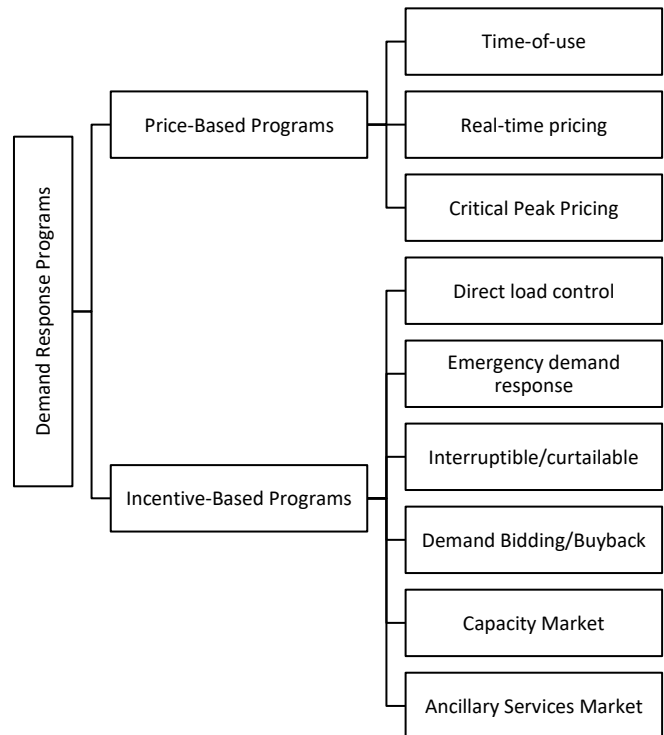 Demand Response Programs
Price-Based Programs
Time-of-use
Real-time pricing
Critical Peak Pricing
Incentive-Based Programs
Direct load control
Emergency demand
response
Interruptible/curtailable
Demand Bidding/Buyback
Capacity Market
Ancillary Services Market